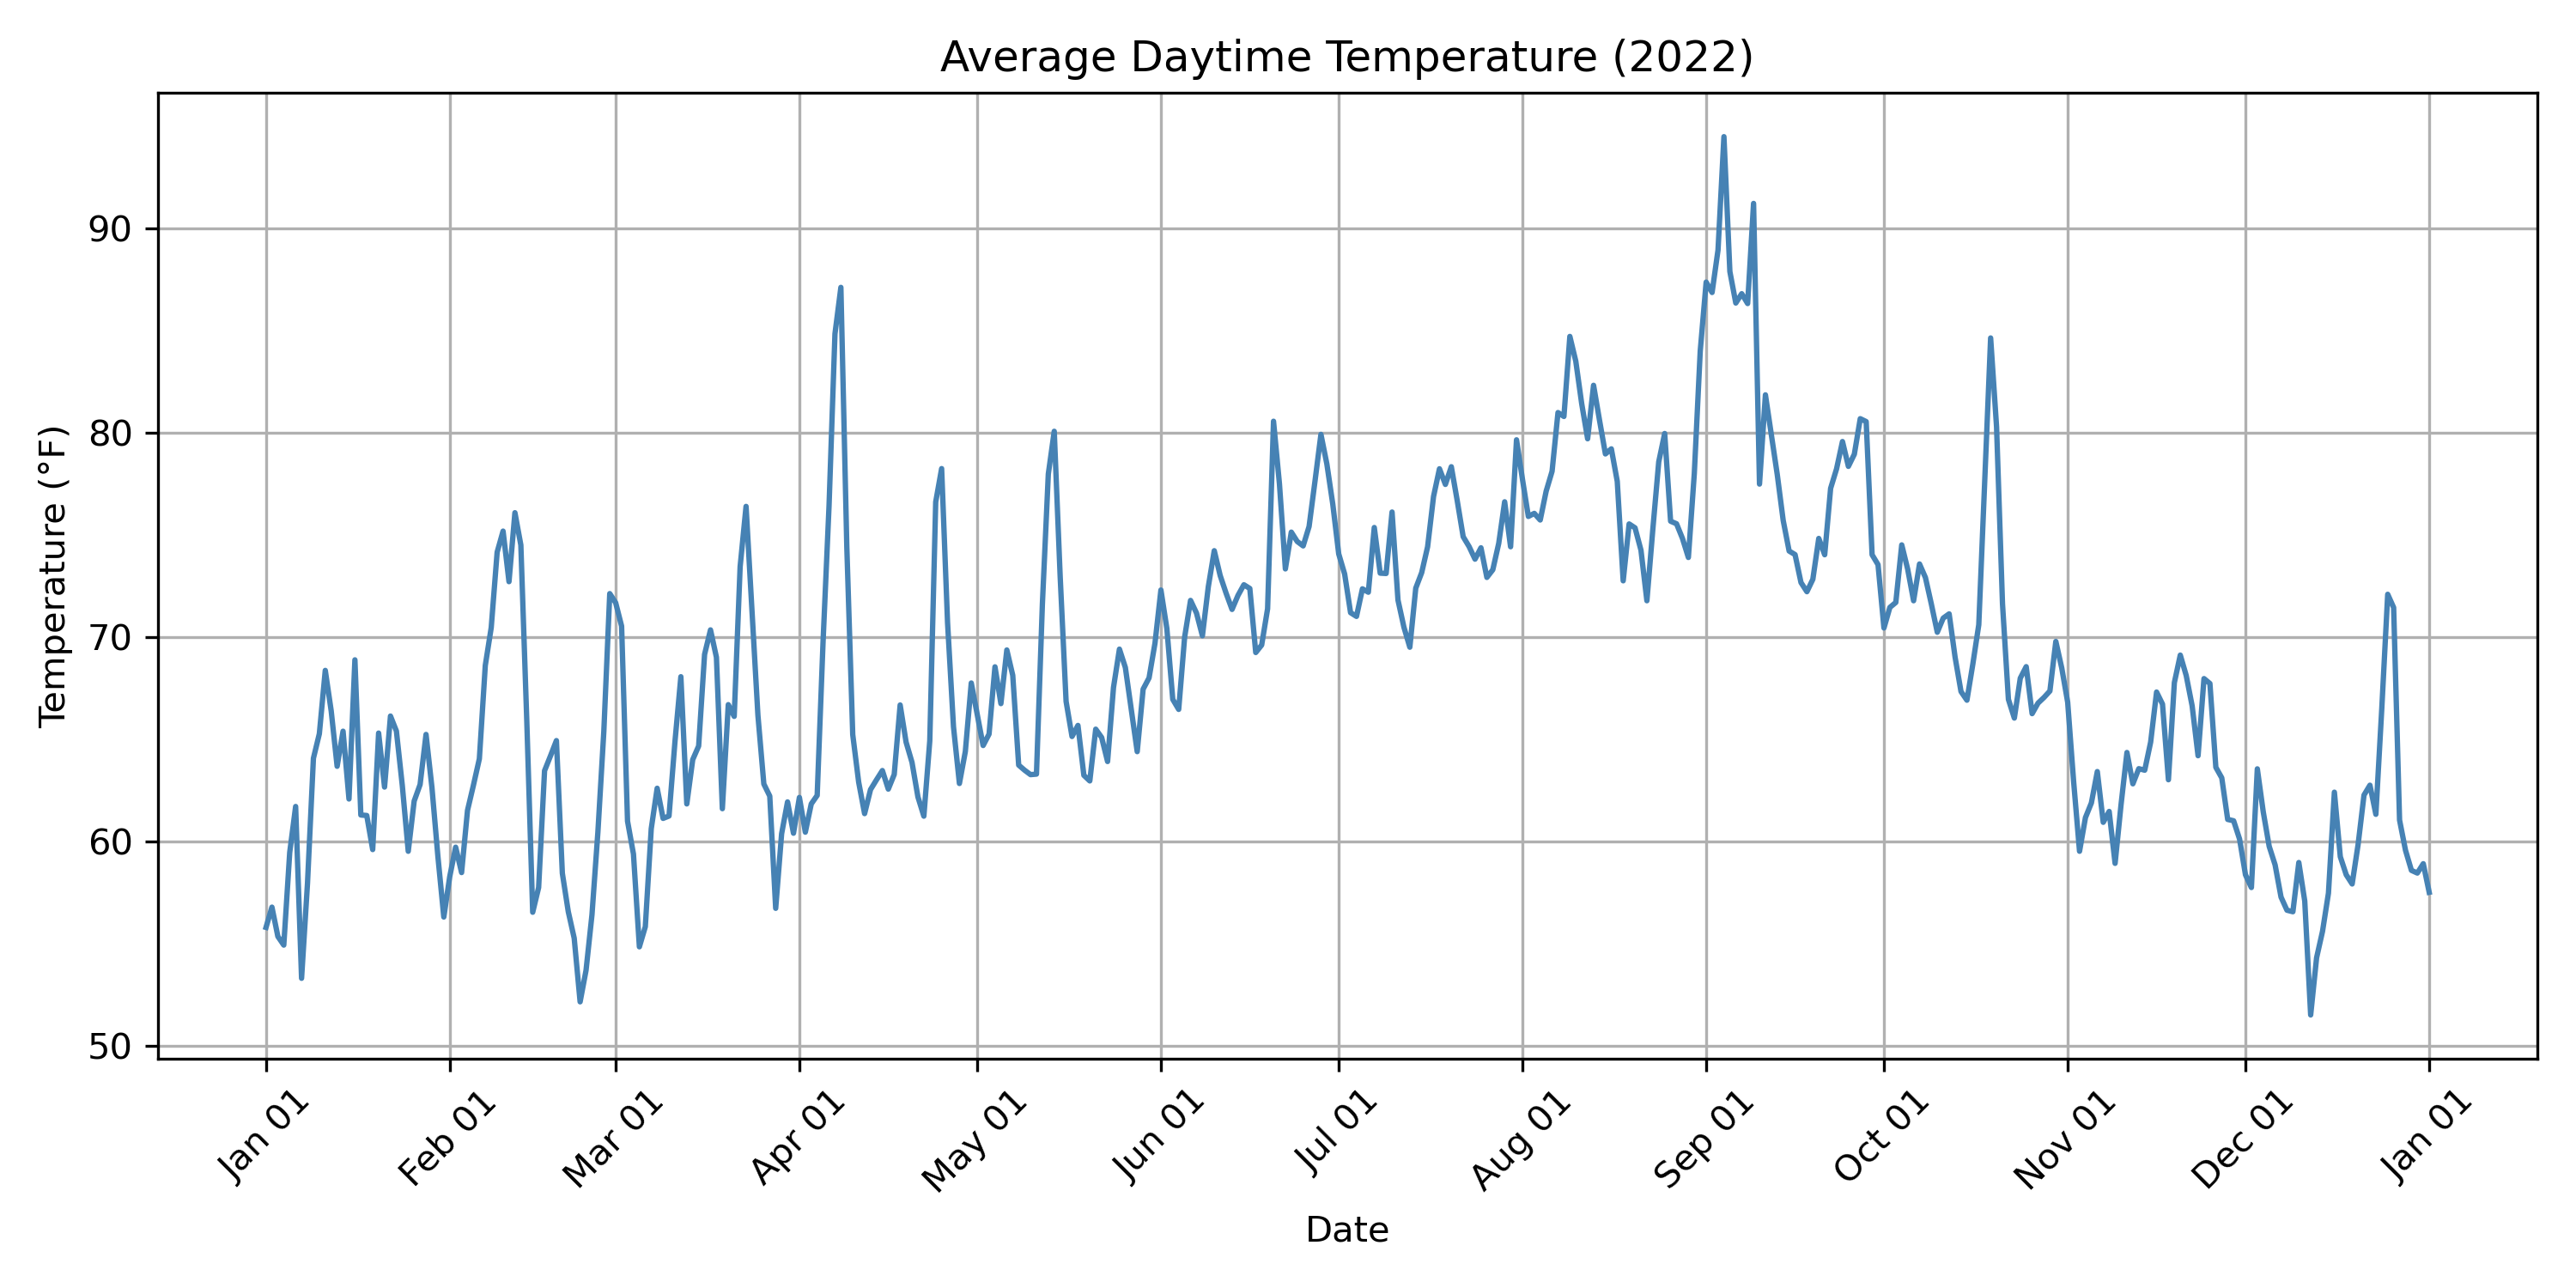 Average Daytime Temperature (2022)
Temperature (°F)
90
80
70
60
50
Jan 01
Feb 01
Mar 01
Apr 01
May 01
Jun 01
Jul 01
Aug 01
Sep 01
Oct 01
Nov 01
Dec 01
Jan 01
Date